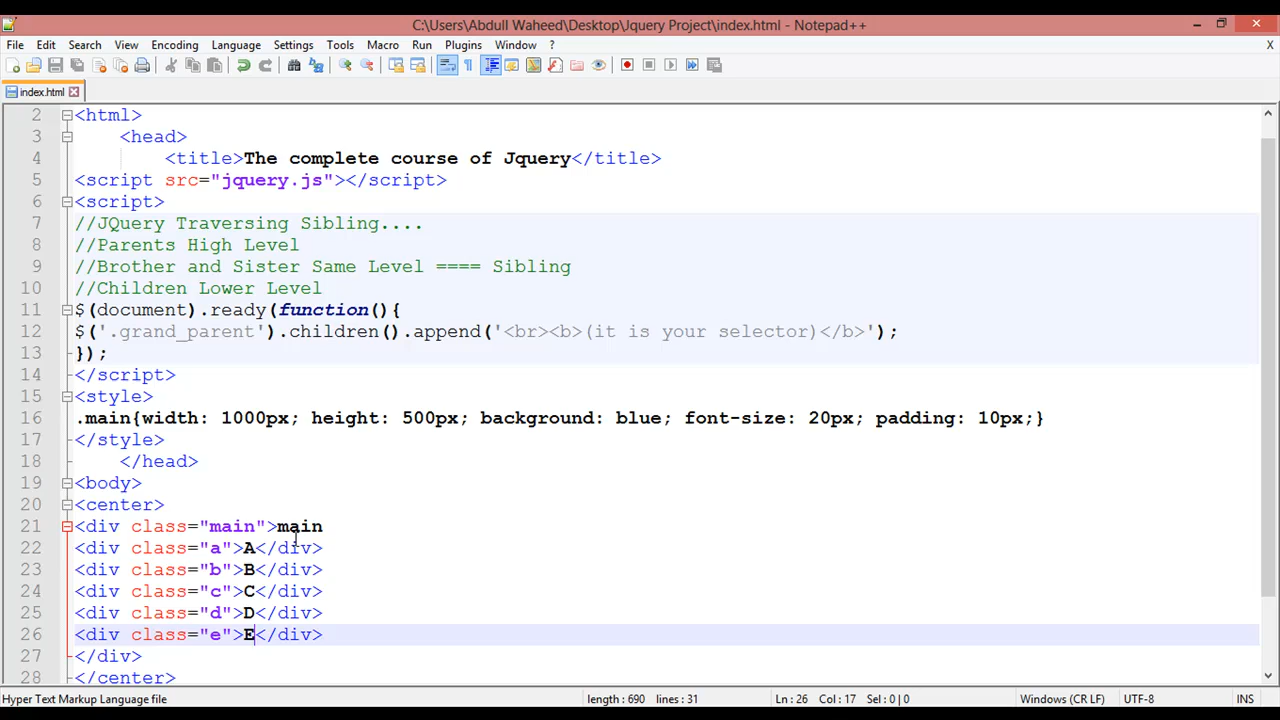 C:\Users\Abdull Waheed\Desktop\Jquery Project\index.html - Notepad++
File Edit Search View Encoding Language Settings Tools Macro Run Plugins Window ? X
index.html
2 <html>
3 <head>
4 <title>The complete course of Jquery</title>
5 <script src="jquery.js"></script>
6 <script>
7 //JQuery Traversing Sibling....
8 //Parents High Level
9 //Brother and Sister Same Level ==== Sibling
10 //Children Lower Level
11 $(document).ready(function(){
12 $('.grand_parent').children().append('<br><b>(it is your selector)</b>');
13 });
14 </script>
15 <style>
16 .main{width: 1000px; height: 500px; background: blue; font-size: 20px; padding: 10px;}
17 </style>
18 </head>
19 <body>
20 <center>
21 <div class="main">main
22 <div class="a">A</div>
23 <div class="b">B</div>
24 <div class="c">C</div>
25 <div class="d">D</div>
26 <div class="e">E</div>
27 </div>
28 </center>
Hyper Text Markup Language file length : 690 lines : 31 Ln : 26 Col : 17 Sel : 0 | 0 Windows (CR LF) UTF-8 INS